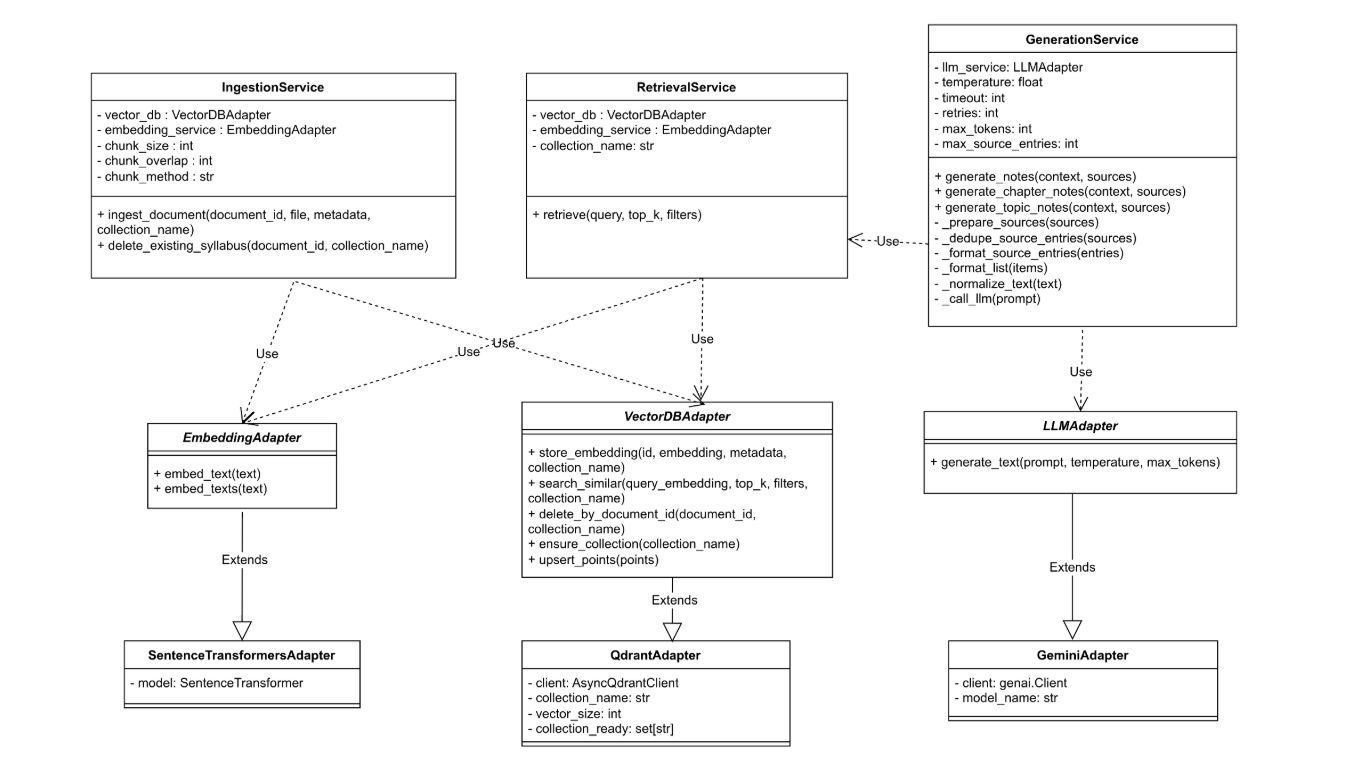 IngestionService
- vector_db : VectorDBAdapter
- embedding_service : EmbeddingAdapter
- chunk_size : int
- chunk_overlap : int
- chunk_method : str
+ ingest_document(document_id, file, metadata,
collection_name)
+ delete_existing_syllabus(document_id, collection_name)
RetrievalService
- vector_db : VectorDBAdapter
- embedding_service : EmbeddingAdapter
- collection_name: str
+ retrieve(query, top_k, filters)
GenerationService
- llm_service: LLMAdapter
- temperature: float
- timeout: int
- retries: int
- max_tokens: int
- max_source_entries: int
+ generate_notes(context, sources)
+ generate_chapter_notes(context, sources)
+ generate_topic_notes(context, sources)
- _prepare_sources(sources)
- _dedupe_source_entries(sources)
- _format_source_entries(entries)
- _format_list(items)
- _normalize_text(text)
- _call_llm(prompt)
Use
Use
Use
Use
Use
Use
EmbeddingAdapter
+ embed_text(text)
+ embed_texts(text)
VectorDBAdapter
+ store_embedding(id, embedding, metadata,
collection_name)
+ search_similar(query_embedding, top_k, filters,
collection_name)
+ delete_by_document_id(document_id,
collection_name)
+ ensure_collection(collection_name)
+ upsert_points(points)
LLMAdapter
+ generate_text(prompt, temperature, max_tokens)
Extends
Extends
Extends
SentenceTransformersAdapter
- model: SentenceTransformer
QdrantAdapter
- client: AsyncQdrantClient
- collection_name: str
- vector_size: int
- collection_ready: set[str]
GeminiAdapter
- client: genai.Client
- model_name: str